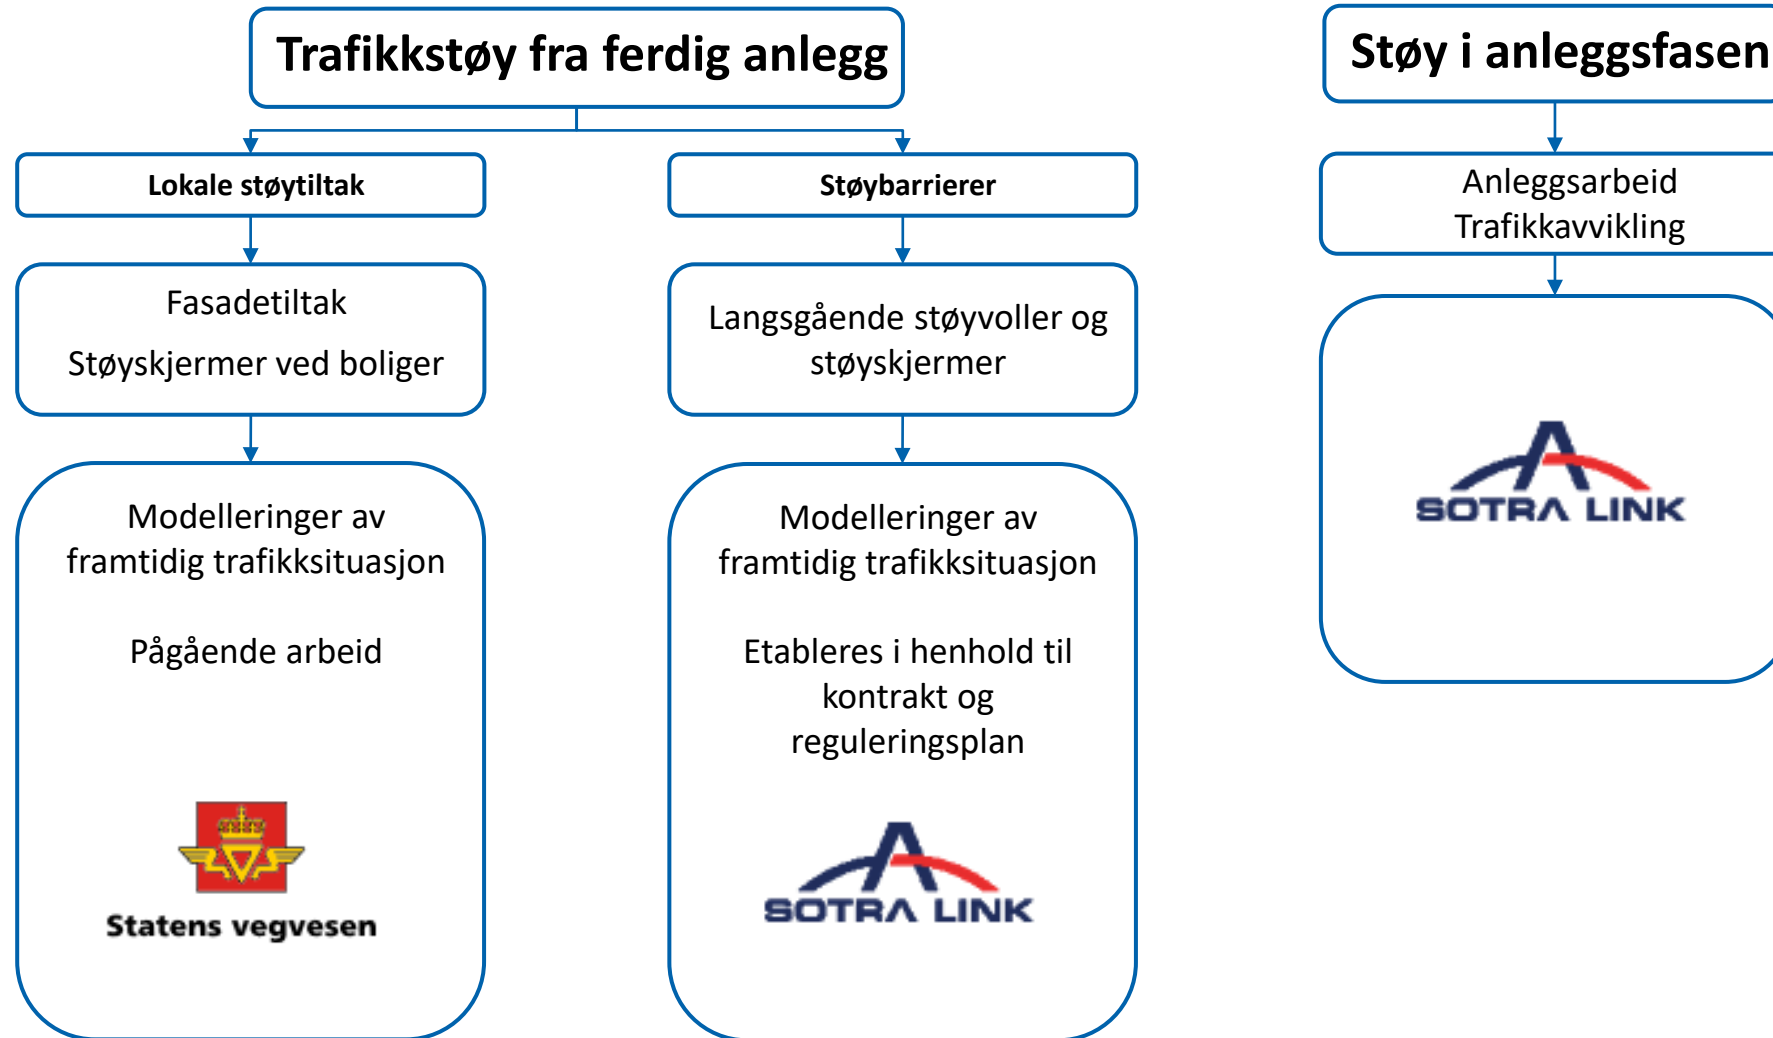 Trafikkstøy fra ferdig anlegg
Lokale støytiltak
Fasadetiltak
Støyskjermer ved boliger
Modelleringer av
framtidig trafikksituasjon
Pågående arbeid
Statens vegvesen
Støybarrierer
Langsgående støyvoller og
støyskjermer
Modelleringer av
framtidig trafikksituasjon
Etableres i henhold til
kontrakt og
reguleringsplan
SOTRA LINK
Støy i anleggsfasen
Anleggsarbeid
Trafikkavvikling
SOTRA LINK